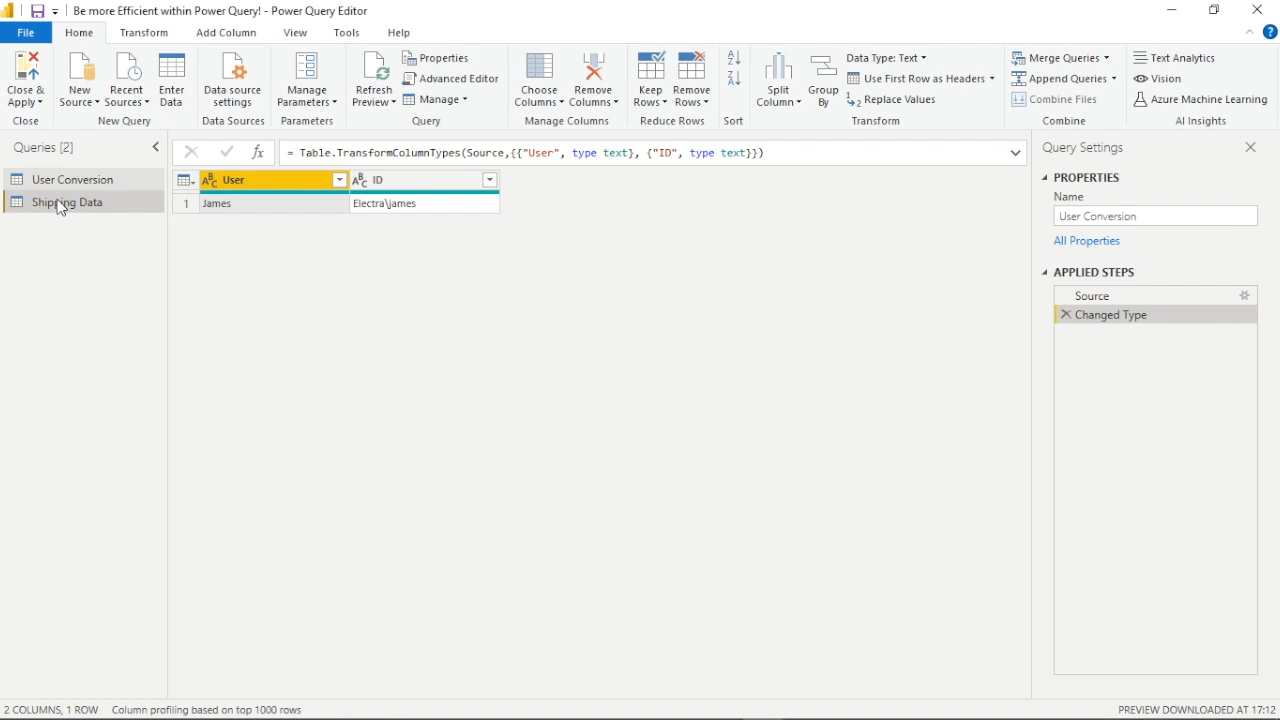 Be more Efficient within Power Query! - Power Query Editor
File Home Transform Add Column View Tools Help
Close & Apply
New Source
Recent Sources
Enter Data
Data source settings
Manage Parameters
Refresh Preview
Properties
Advanced Editor
Manage
Choose Columns
Remove Columns
Keep Rows
Remove Rows
Split Column
Group By
Data Type: Text
Use First Row as Headers
Replace Values
Merge Queries
Append Queries
Combine Files
Text Analytics
Vision
Azure Machine Learning
Close New Query Data Sources Parameters Query Manage Columns Reduce Rows Sort Transform Combine AI Insights
Queries [2]
User Conversion
Shipping Data
fx = Table.TransformColumnTypes(Source,{{"User", type text}, {"ID", type text}})
ABC User ABC ID
1 James Electra\james
Query Settings
PROPERTIES
Name
User Conversion
All Properties
APPLIED STEPS
Source
Changed Type
2 COLUMNS, 1 ROW Column profiling based on top 1000 rows PREVIEW DOWNLOADED AT 17:12